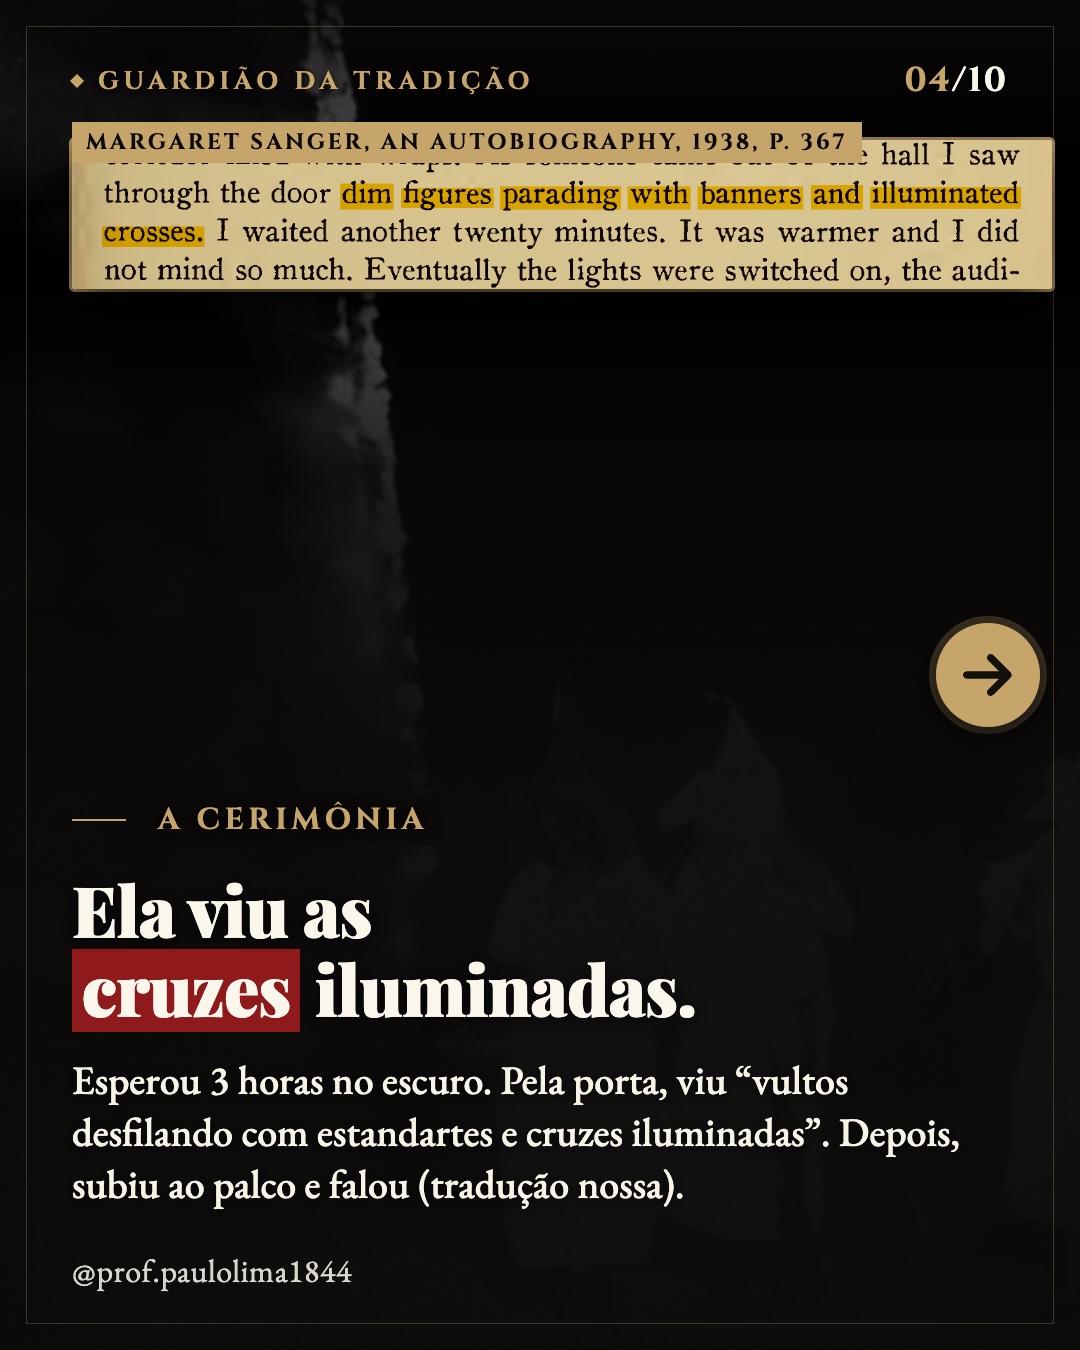 GUARDIÃO DA TRADIÇÃO
04/10
MARGARET SANGER, AN AUTOBIOGRAPHY, 1938, P. 367
hall I saw
through the door dim figures parading with banners and illuminated
crosses. I waited another twenty minutes. It was warmer and I did
not mind so much. Eventually the lights were switched on, the audi-
A CERIMÔNIA
Ela viu as
cruzes iluminadas.
Esperou 3 horas no escuro. Pela porta, viu “vultos
desfilando com estandartes e cruzes iluminadas”. Depois,
subiu ao palco e falou (tradução nossa).
@prof.paulolima1844